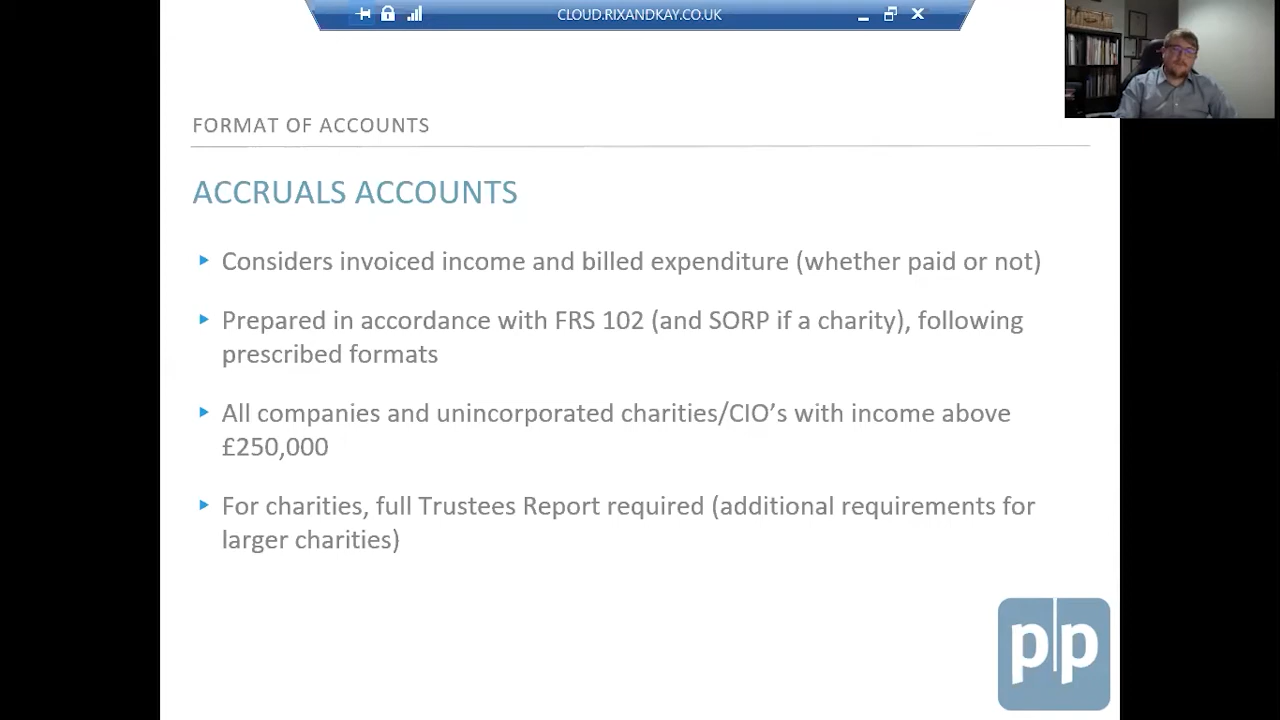 CLOUD.RIXANDKAY.CO.UK
FORMAT OF ACCOUNTS
ACCRUALS ACCOUNTS
Considers invoiced income and billed expenditure (whether paid or not)
Prepared in accordance with FRS 102 (and SORP if a charity), following
prescribed formats
All companies and unincorporated charities/CIO’s with income above
£250,000
For charities, full Trustees Report required (additional requirements for
larger charities)
p|p